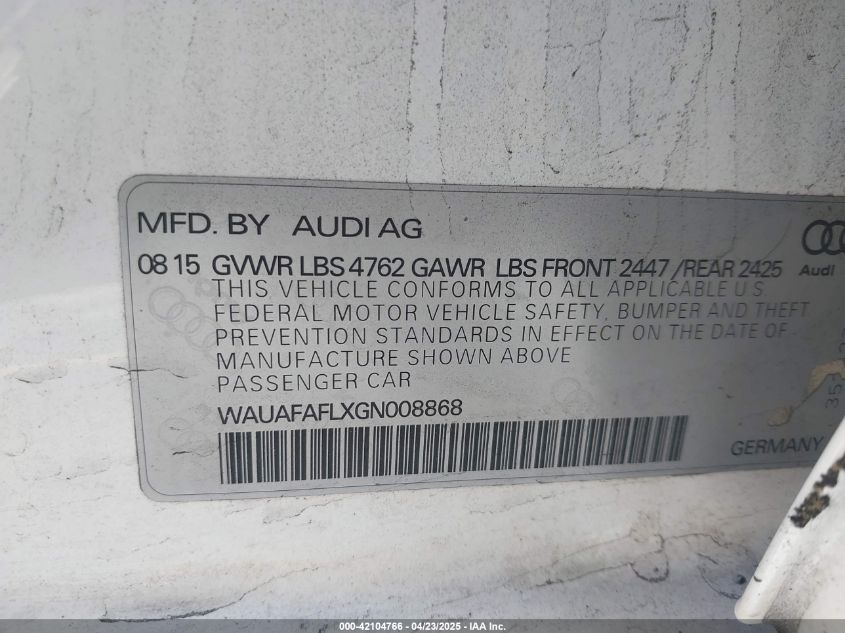 MFD. BY AUDI AG
08 15 GVWR LBS 4762 GAWR LBS FRONT 2447 /REAR 2425
Audi
THIS VEHICLE CONFORMS TO ALL APPLICABLE U S
FEDERAL MOTOR VEHICLE SAFETY, BUMPER AND THEFT
PREVENTION STANDARDS IN EFFECT ON THE DATE OF
MANUFACTURE SHOWN ABOVE
PASSENGER CAR
WAUAFAFLXGN008868
GERMANY
000-42104766 - 04/23/2025 - IAA Inc.